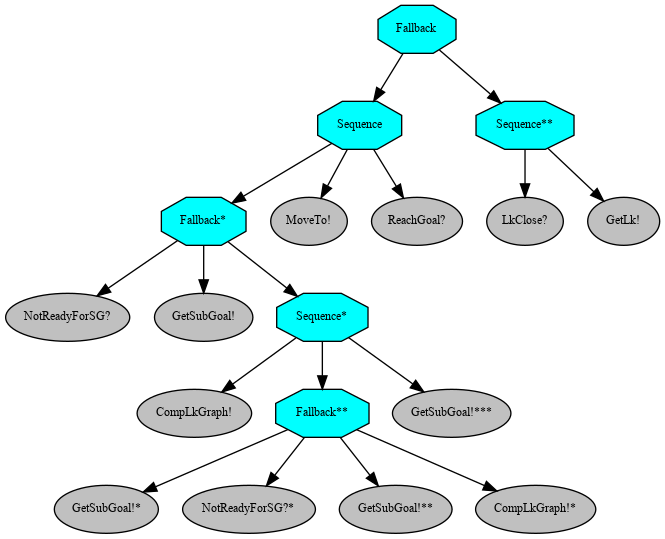 Fallback
Sequence
Sequence**
Fallback*
MoveTo!
ReachGoal?
LkClose?
GetLk!
NotReadyForSG?
GetSubGoal!
Sequence*
CompLkGraph!
Fallback**
GetSubGoal!***
GetSubGoal!*
NotReadyForSG?*
GetSubGoal!**
CompLkGraph!*